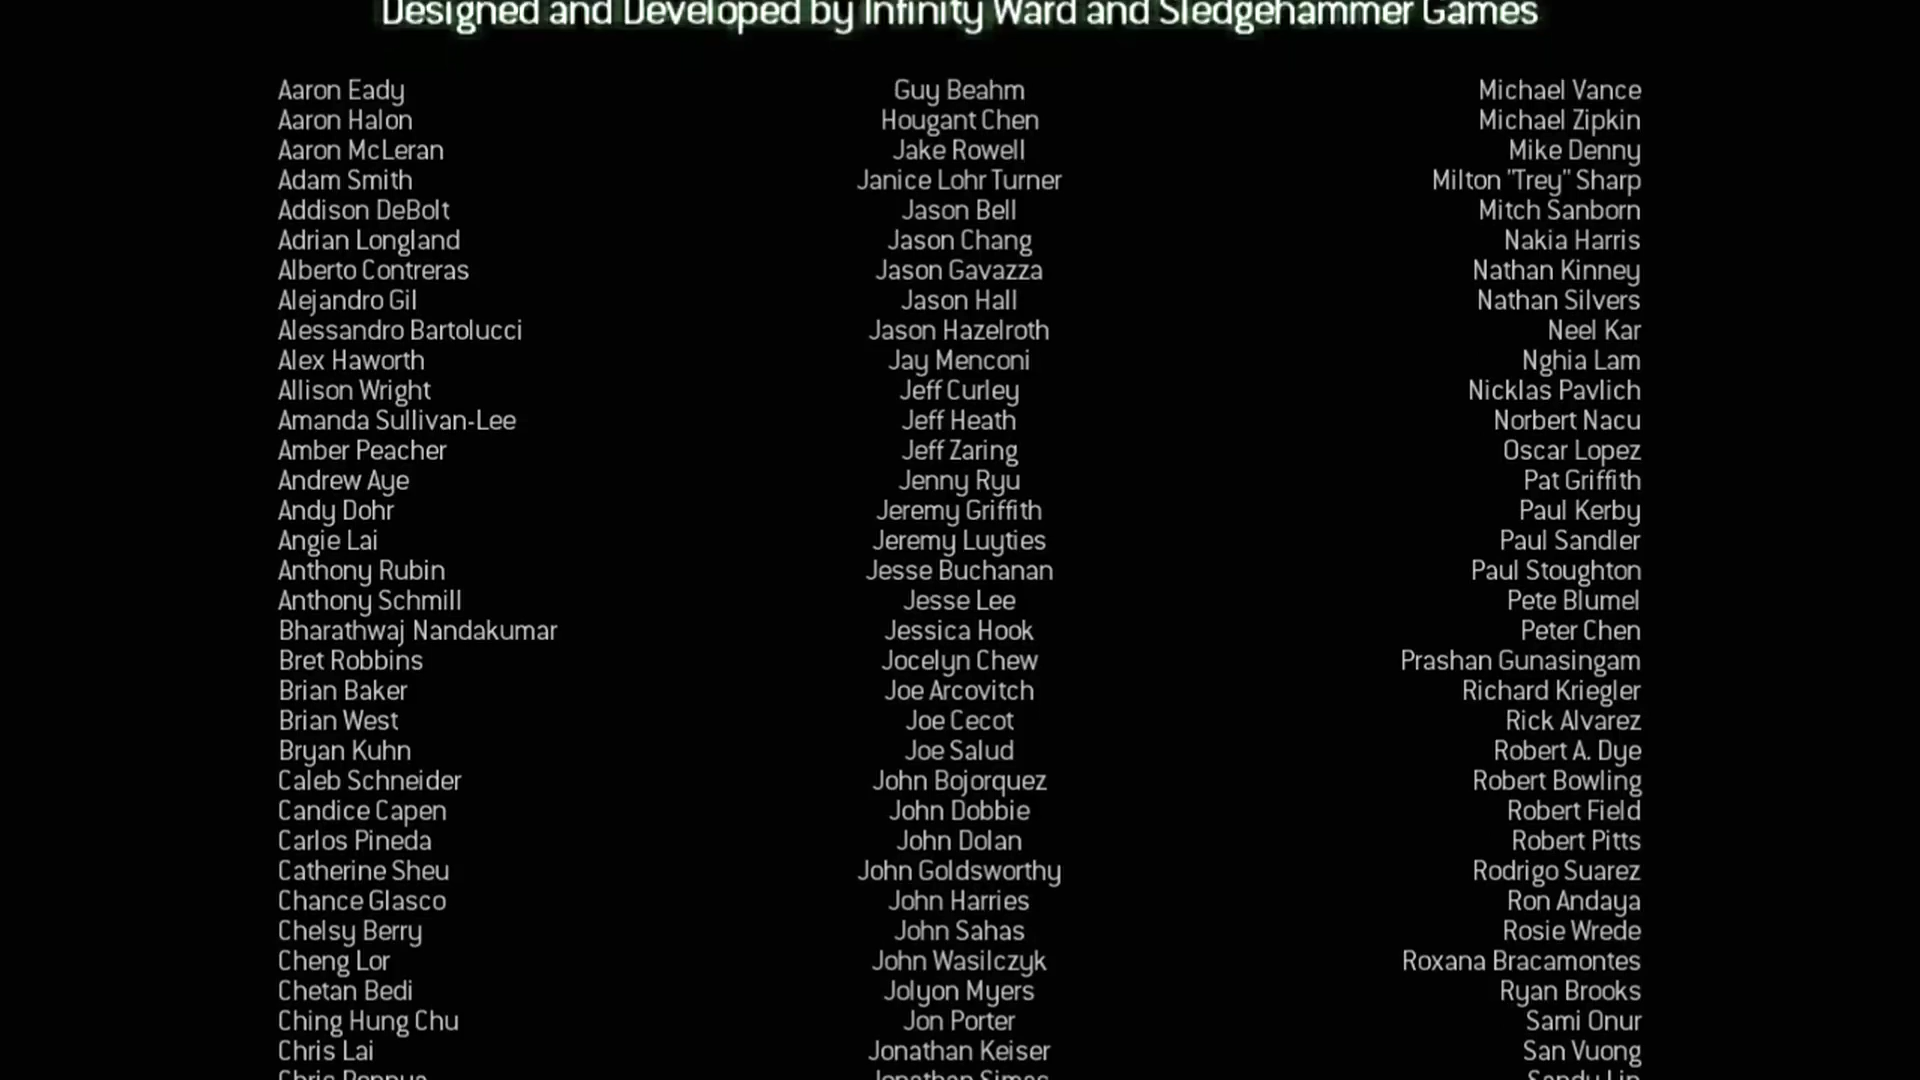 Designed and Developed by Infinity Ward and Sledgehammer Games
Aaron Eady
Aaron Halon
Aaron McLeran
Adam Smith
Addison DeBolt
Adrian Longland
Alberto Contreras
Alejandro Gil
Alessandro Bartolucci
Alex Haworth
Allison Wright
Amanda Sullivan-Lee
Amber Peacher
Andrew Aye
Andy Dohr
Angie Lai
Anthony Rubin
Anthony Schmill
Bharathwaj Nandakumar
Bret Robbins
Brian Baker
Brian West
Bryan Kuhn
Caleb Schneider
Candice Capen
Carlos Pineda
Catherine Sheu
Chance Glasco
Chelsy Berry
Cheng Lor
Chetan Bedi
Ching Hung Chu
Chris Lai
Chris
Guy Beahm
Hougant Chen
Jake Rowell
Janice Lohr Turner
Jason Bell
Jason Chang
Jason Gavazza
Jason Hall
Jason Hazelroth
Jay Menconi
Jeff Curley
Jeff Heath
Jeff Zaring
Jenny Ryu
Jeremy Griffith
Jeremy Luyties
Jesse Buchanan
Jesse Lee
Jessica Hook
Jocelyn Chew
Joe Arcovitch
Joe Cecot
Joe Salud
John Bojorquez
John Dobbie
John Dolan
John Goldsworthy
John Harries
John Sahas
John Wasilczyk
Jolyon Myers
Jon Porter
Jonathan Keiser
Jonathan
Michael Vance
Michael Zipkin
Mike Denny
Milton "Trey" Sharp
Mitch Sanborn
Nakia Harris
Nathan Kinney
Nathan Silvers
Neel Kar
Nghia Lam
Nicklas Pavlich
Norbert Nacu
Oscar Lopez
Pat Griffith
Paul Kerby
Paul Sandler
Paul Stoughton
Pete Blumel
Peter Chen
Prashan Gunasingam
Richard Kriegler
Rick Alvarez
Robert A. Dye
Robert Bowling
Robert Field
Robert Pitts
Rodrigo Suarez
Ron Andaya
Rosie Wrede
Roxana Bracamontes
Ryan Brooks
Sami Onur
San Vuong
Sandy Lin